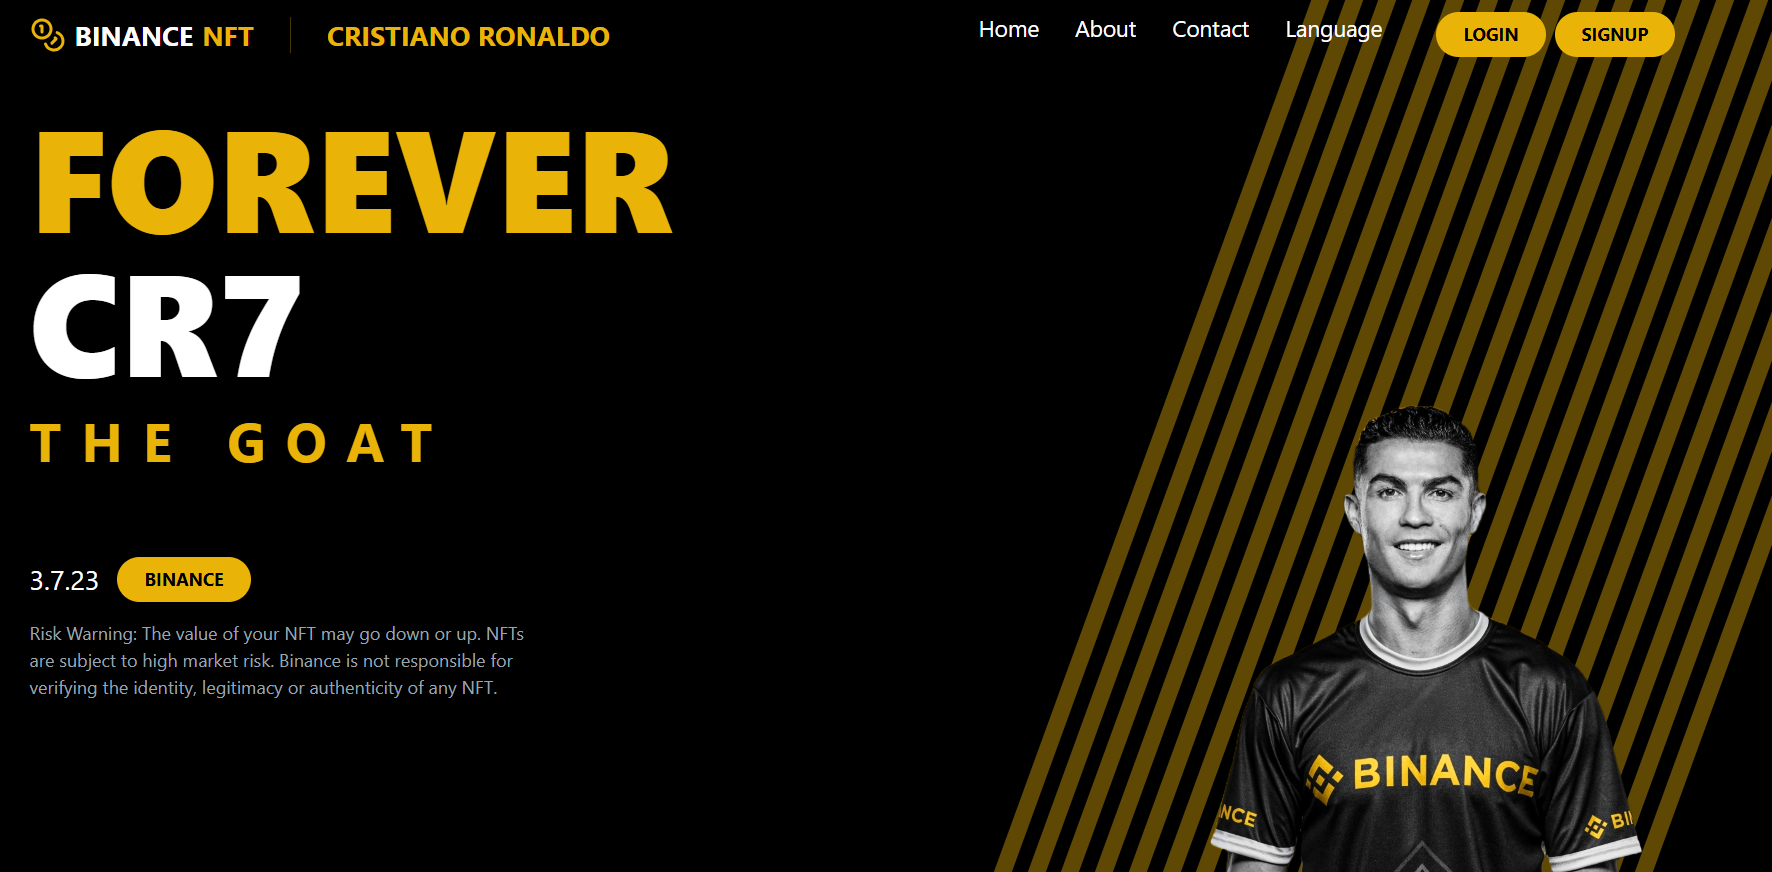 BINANCE NFT
CRISTIANO RONALDO
Home
About
Contact
Language
LOGIN
SIGNUP
FOREVER
CR7
THE GOAT
3.7.23
BINANCE
Risk Warning: The value of your NFT may go down or up. NFTs
are subject to high market risk. Binance is not responsible for
verifying the identity, legitimacy or authenticity of any NFT.
BINANCE
NCE
BI